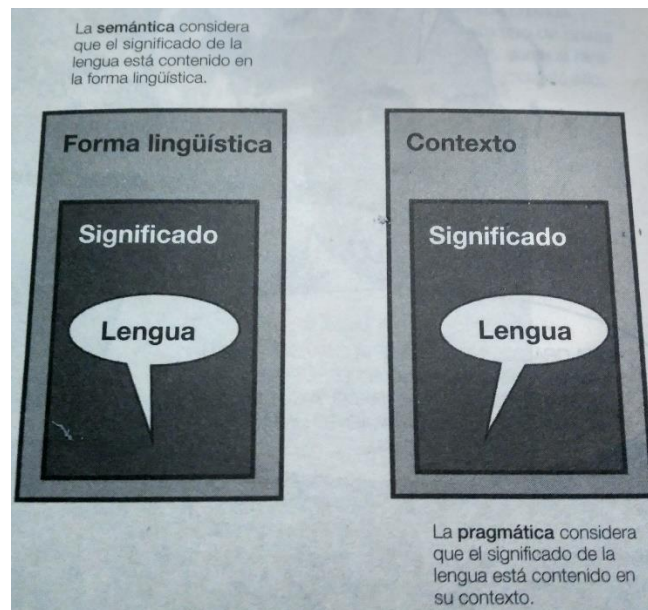 La semántica considera
que el significado de la
lengua está contenido en
la forma lingüística.
Forma lingüística
Significado
Lengua
Contexto
Significado
Lengua
La pragmática considera
que el significado de la
lengua está contenido en
su contexto.